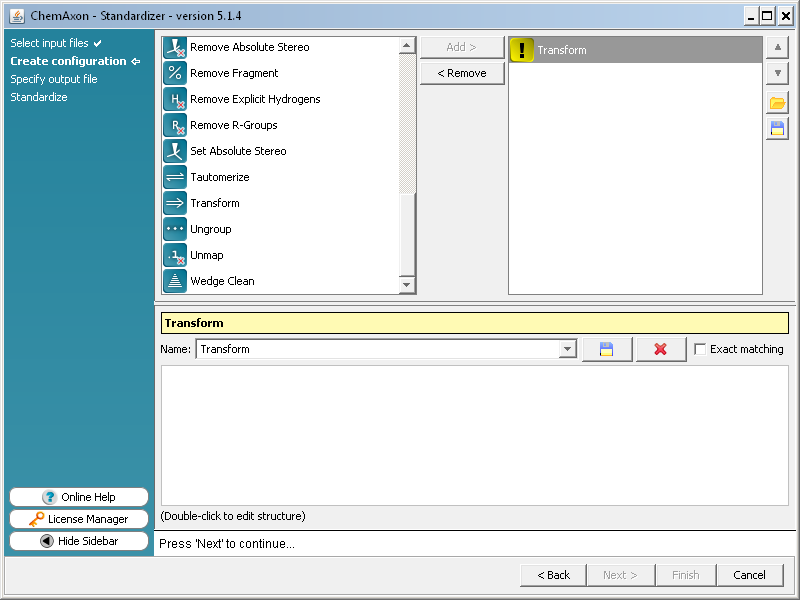 ChemAxon - Standardizer - version 5.1.4
Select input files
Create configuration
Specify output file
Standardize
Online Help
License Manager
Hide Sidebar
Remove Absolute Stereo
Remove Fragment
Remove Explicit Hydrogens
Remove R-Groups
Set Absolute Stereo
Tautomerize
Transform
Ungroup
Unmap
Wedge Clean
Add >
< Remove
Transform
Transform
Name: Transform
Exact matching
(Double-click to edit structure)
Press 'Next' to continue...
< Back Next > Finish Cancel